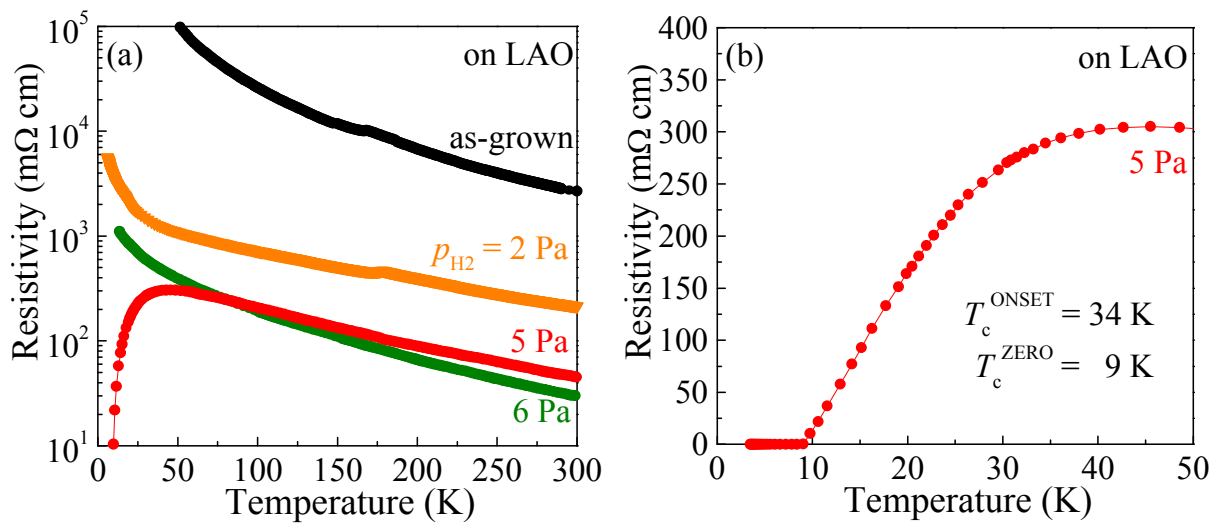 (a)
on LAO
as-grown
p_H2 = 2 Pa
5 Pa
6 Pa
Resistivity (mΩ cm)
10^5
10^4
10^3
10^2
10^1
0 50 100 150 200 250 300
Temperature (K)
(b)
on LAO
5 Pa
T_c^ONSET = 34 K
T_c^ZERO = 9 K
Resistivity (mΩ cm)
400
350
300
250
200
150
100
50
0
0 10 20 30 40 50
Temperature (K)